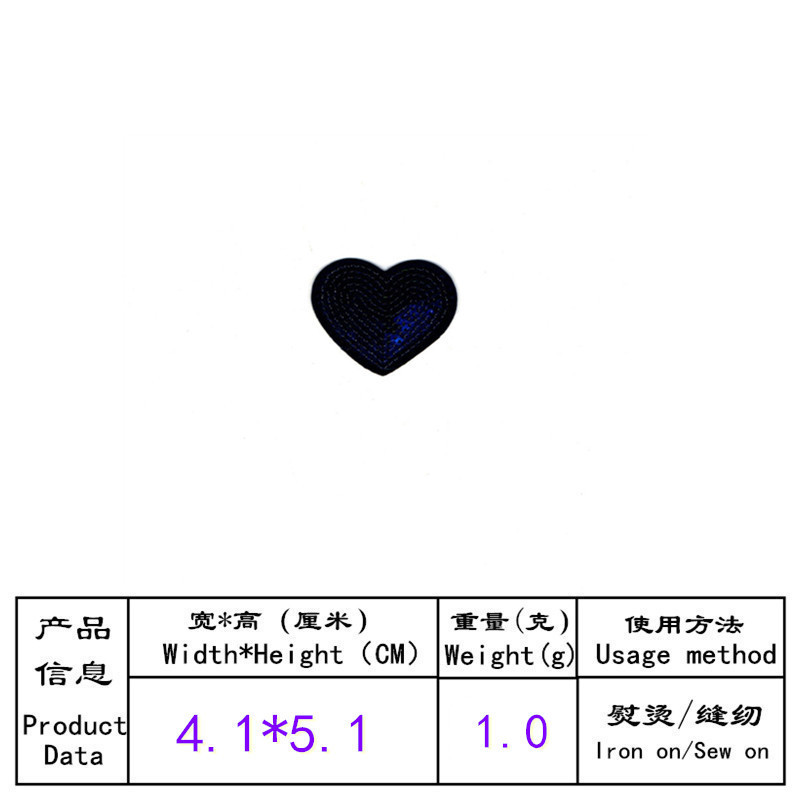 产品
信息
Product
Data
宽*高 (厘米)
Width*Height (CM)
重量(克)
Weight(g)
使用方法
Usage method
4.1*5.1
1.0
熨烫/缝纫
Iron on/Sew on